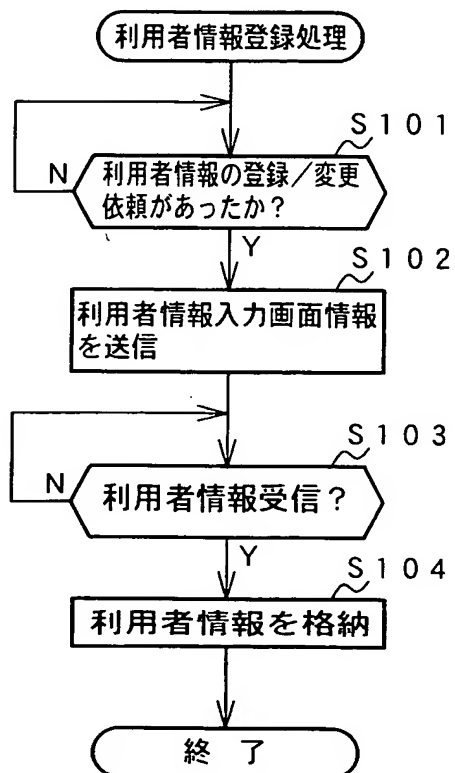 利用者情報登録処理
S101
N
利用者情報の登録／変更
依頼があったか？
Y
S102
利用者情報入力画面情報
を送信
S103
N
利用者情報受信？
Y
S104
利用者情報を格納
終 了